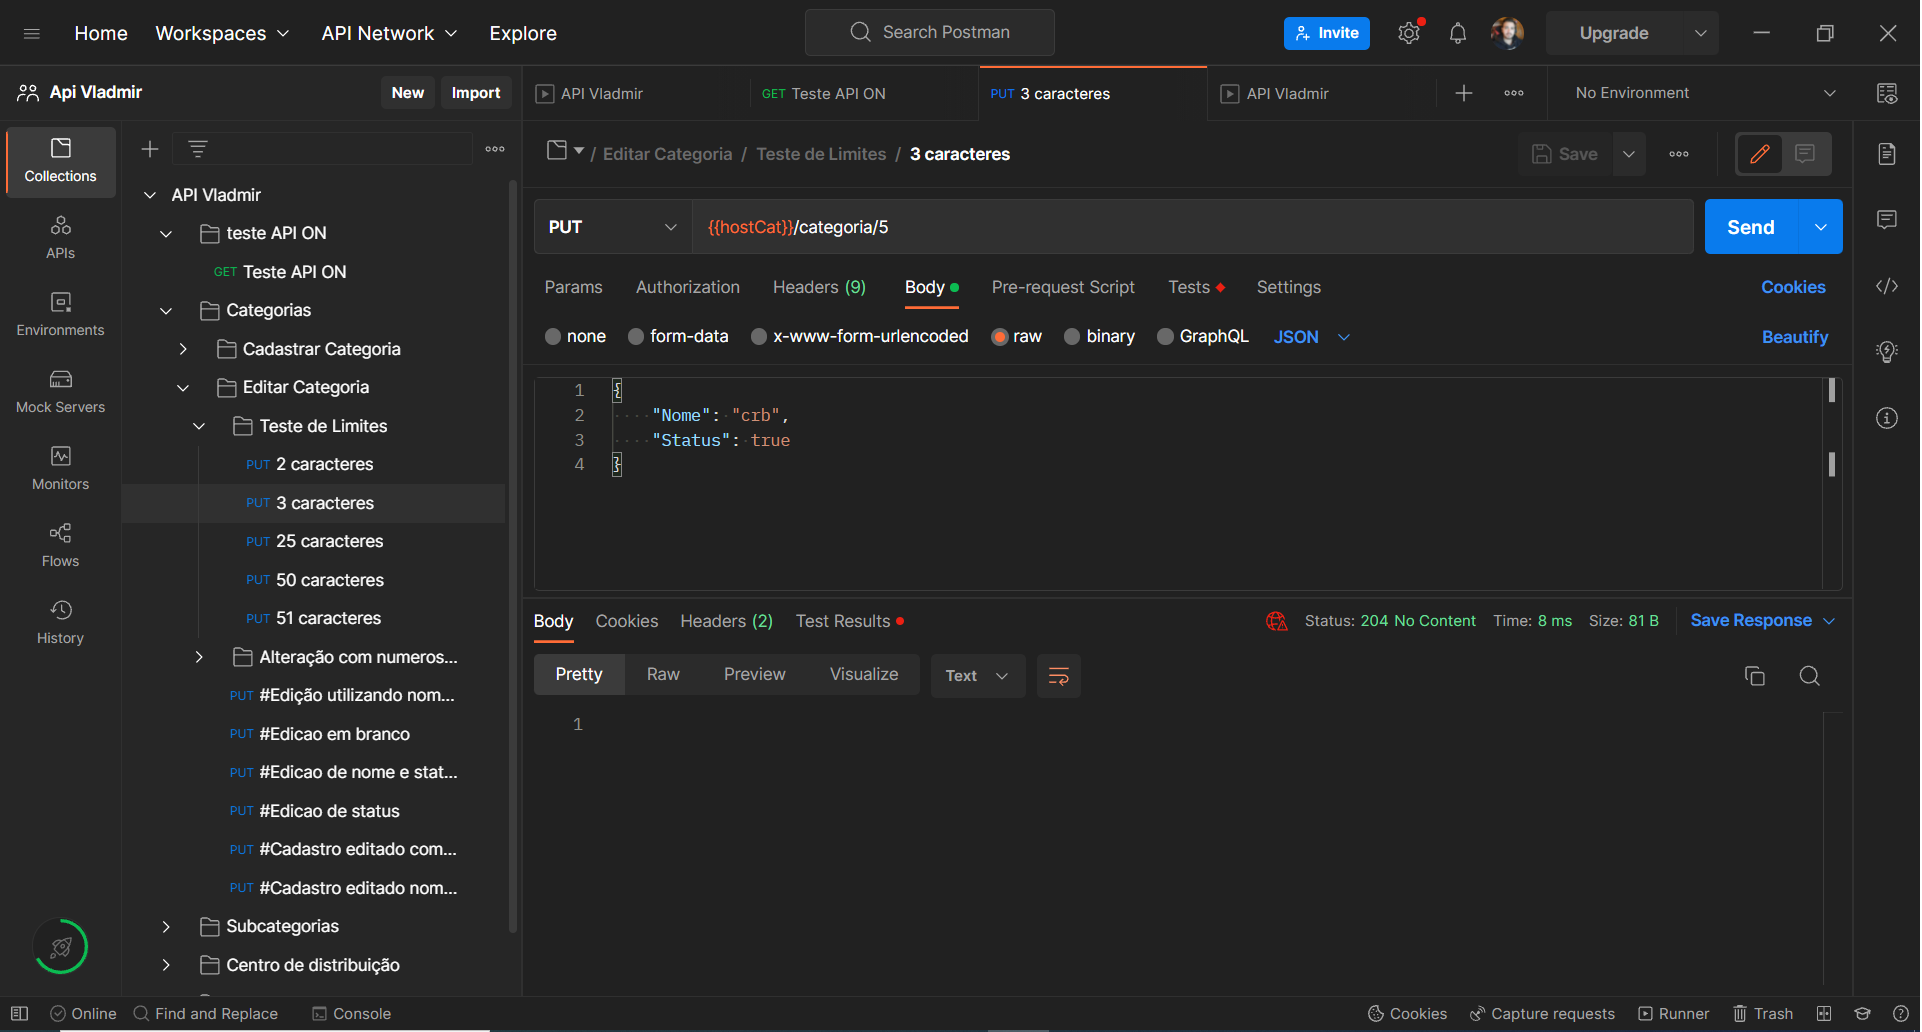 Home
Workspaces
API Network
Explore
Search Postman
Invite
Upgrade
Api Vladmir
New
Import
API Vladmir
GET Teste API ON
PUT 3 caracteres
API Vladmir
No Environment
Collections
APIs
Environments
Mock Servers
Monitors
Flows
History
API Vladmir
teste API ON
GET Teste API ON
Categorias
Cadastrar Categoria
Editar Categoria
Teste de Limites
PUT 2 caracteres
PUT 3 caracteres
PUT 25 caracteres
PUT 50 caracteres
PUT 51 caracteres
Alteração com numeros...
PUT #Edição utilizando nom...
PUT #Edicao em branco
PUT #Edicao de nome e stat...
PUT #Edicao de status
PUT #Cadastro editado com...
PUT #Cadastro editado nom...
Subcategorias
Centro de distribuição
/ Editar Categoria / Teste de Limites / 3 caracteres
Save
PUT
{{hostCat}}/categoria/5
Send
Params
Authorization
Headers (9)
Body
Pre-request Script
Tests
Settings
Cookies
none
form-data
x-www-form-urlencoded
raw
binary
GraphQL
JSON
Beautify
1 {
2 "Nome": "crb",
3 "Status": true
4 }
Body
Cookies
Headers (2)
Test Results
Status: 204 No Content
Time: 8 ms
Size: 81 B
Save Response
Pretty
Raw
Preview
Visualize
Text
1
Online
Find and Replace
Console
Cookies
Capture requests
Runner
Trash